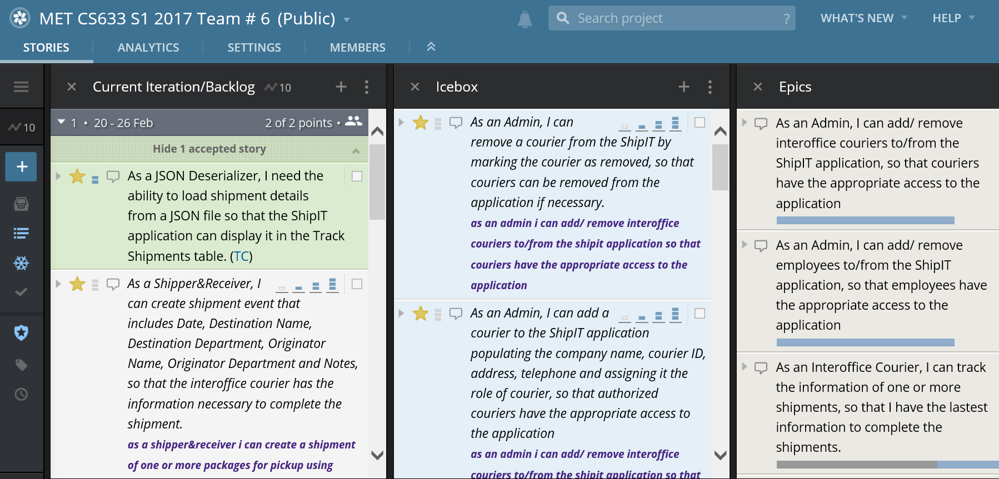 MET CS633 S1 2017 Team # 6 (Public)
Search project ?
WHAT'S NEW
HELP
STORIES
ANALYTICS
SETTINGS
MEMBERS
10
Current Iteration/Backlog 10
1 • 20 - 26 Feb 2 of 2 points •
Hide 1 accepted story
As a JSON Deserializer, I need the
ability to load shipment details
from a JSON file so that the ShipIT
application can display it in the Track
Shipments table. (TC)
As a Shipper&Receiver, I
can create shipment event that
includes Date, Destination Name,
Destination Department, Originator
Name, Originator Department and Notes,
so that the interoffice courier has the
information necessary to complete the
shipment.
as a shipper&receiver i can create a shipment
of one or more packages for pickup using
Icebox
As an Admin, I can
remove a courier from the ShipIT by
marking the courier as removed, so that
couriers can be removed from the
application if necessary.
as an admin i can add/ remove interoffice
couriers to/from the shipit application so that
couriers have the appropriate access to the
application
As an Admin, I can add a
courier to the ShipIT application
populating the company name, courier ID,
address, telephone and assigning it the
role of courier, so that authorized
couriers have the appropriate access to
the application
as an admin i can add/ remove interoffice
couriers to/from the shipit application so that
Epics
As an Admin, I can add/ remove
interoffice couriers to/from the
ShipIT application, so that couriers
have the appropriate access to the
application
As an Admin, I can add/ remove
employees to/from the ShipIT
application, so that employees have
the appropriate access to the
application
As an Interoffice Courier, I can track
the information of one or more
shipments, so that I have the lastest
information to complete the
shipments.